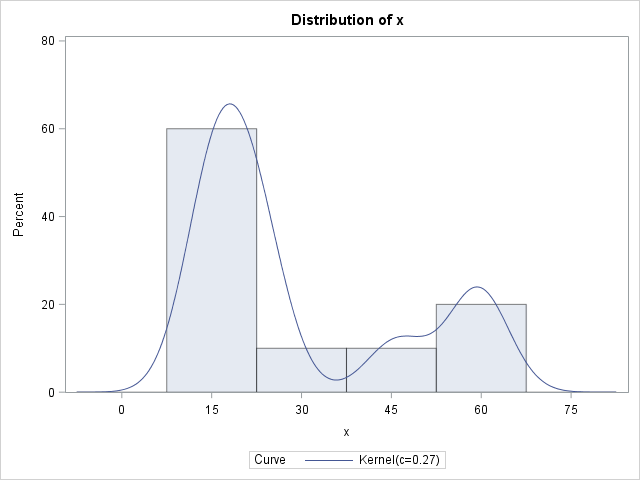 Distribution of x
80
60
40
20
0
Percent
0 15 30 45 60 75
x
Curve Kernel(c=0.27)